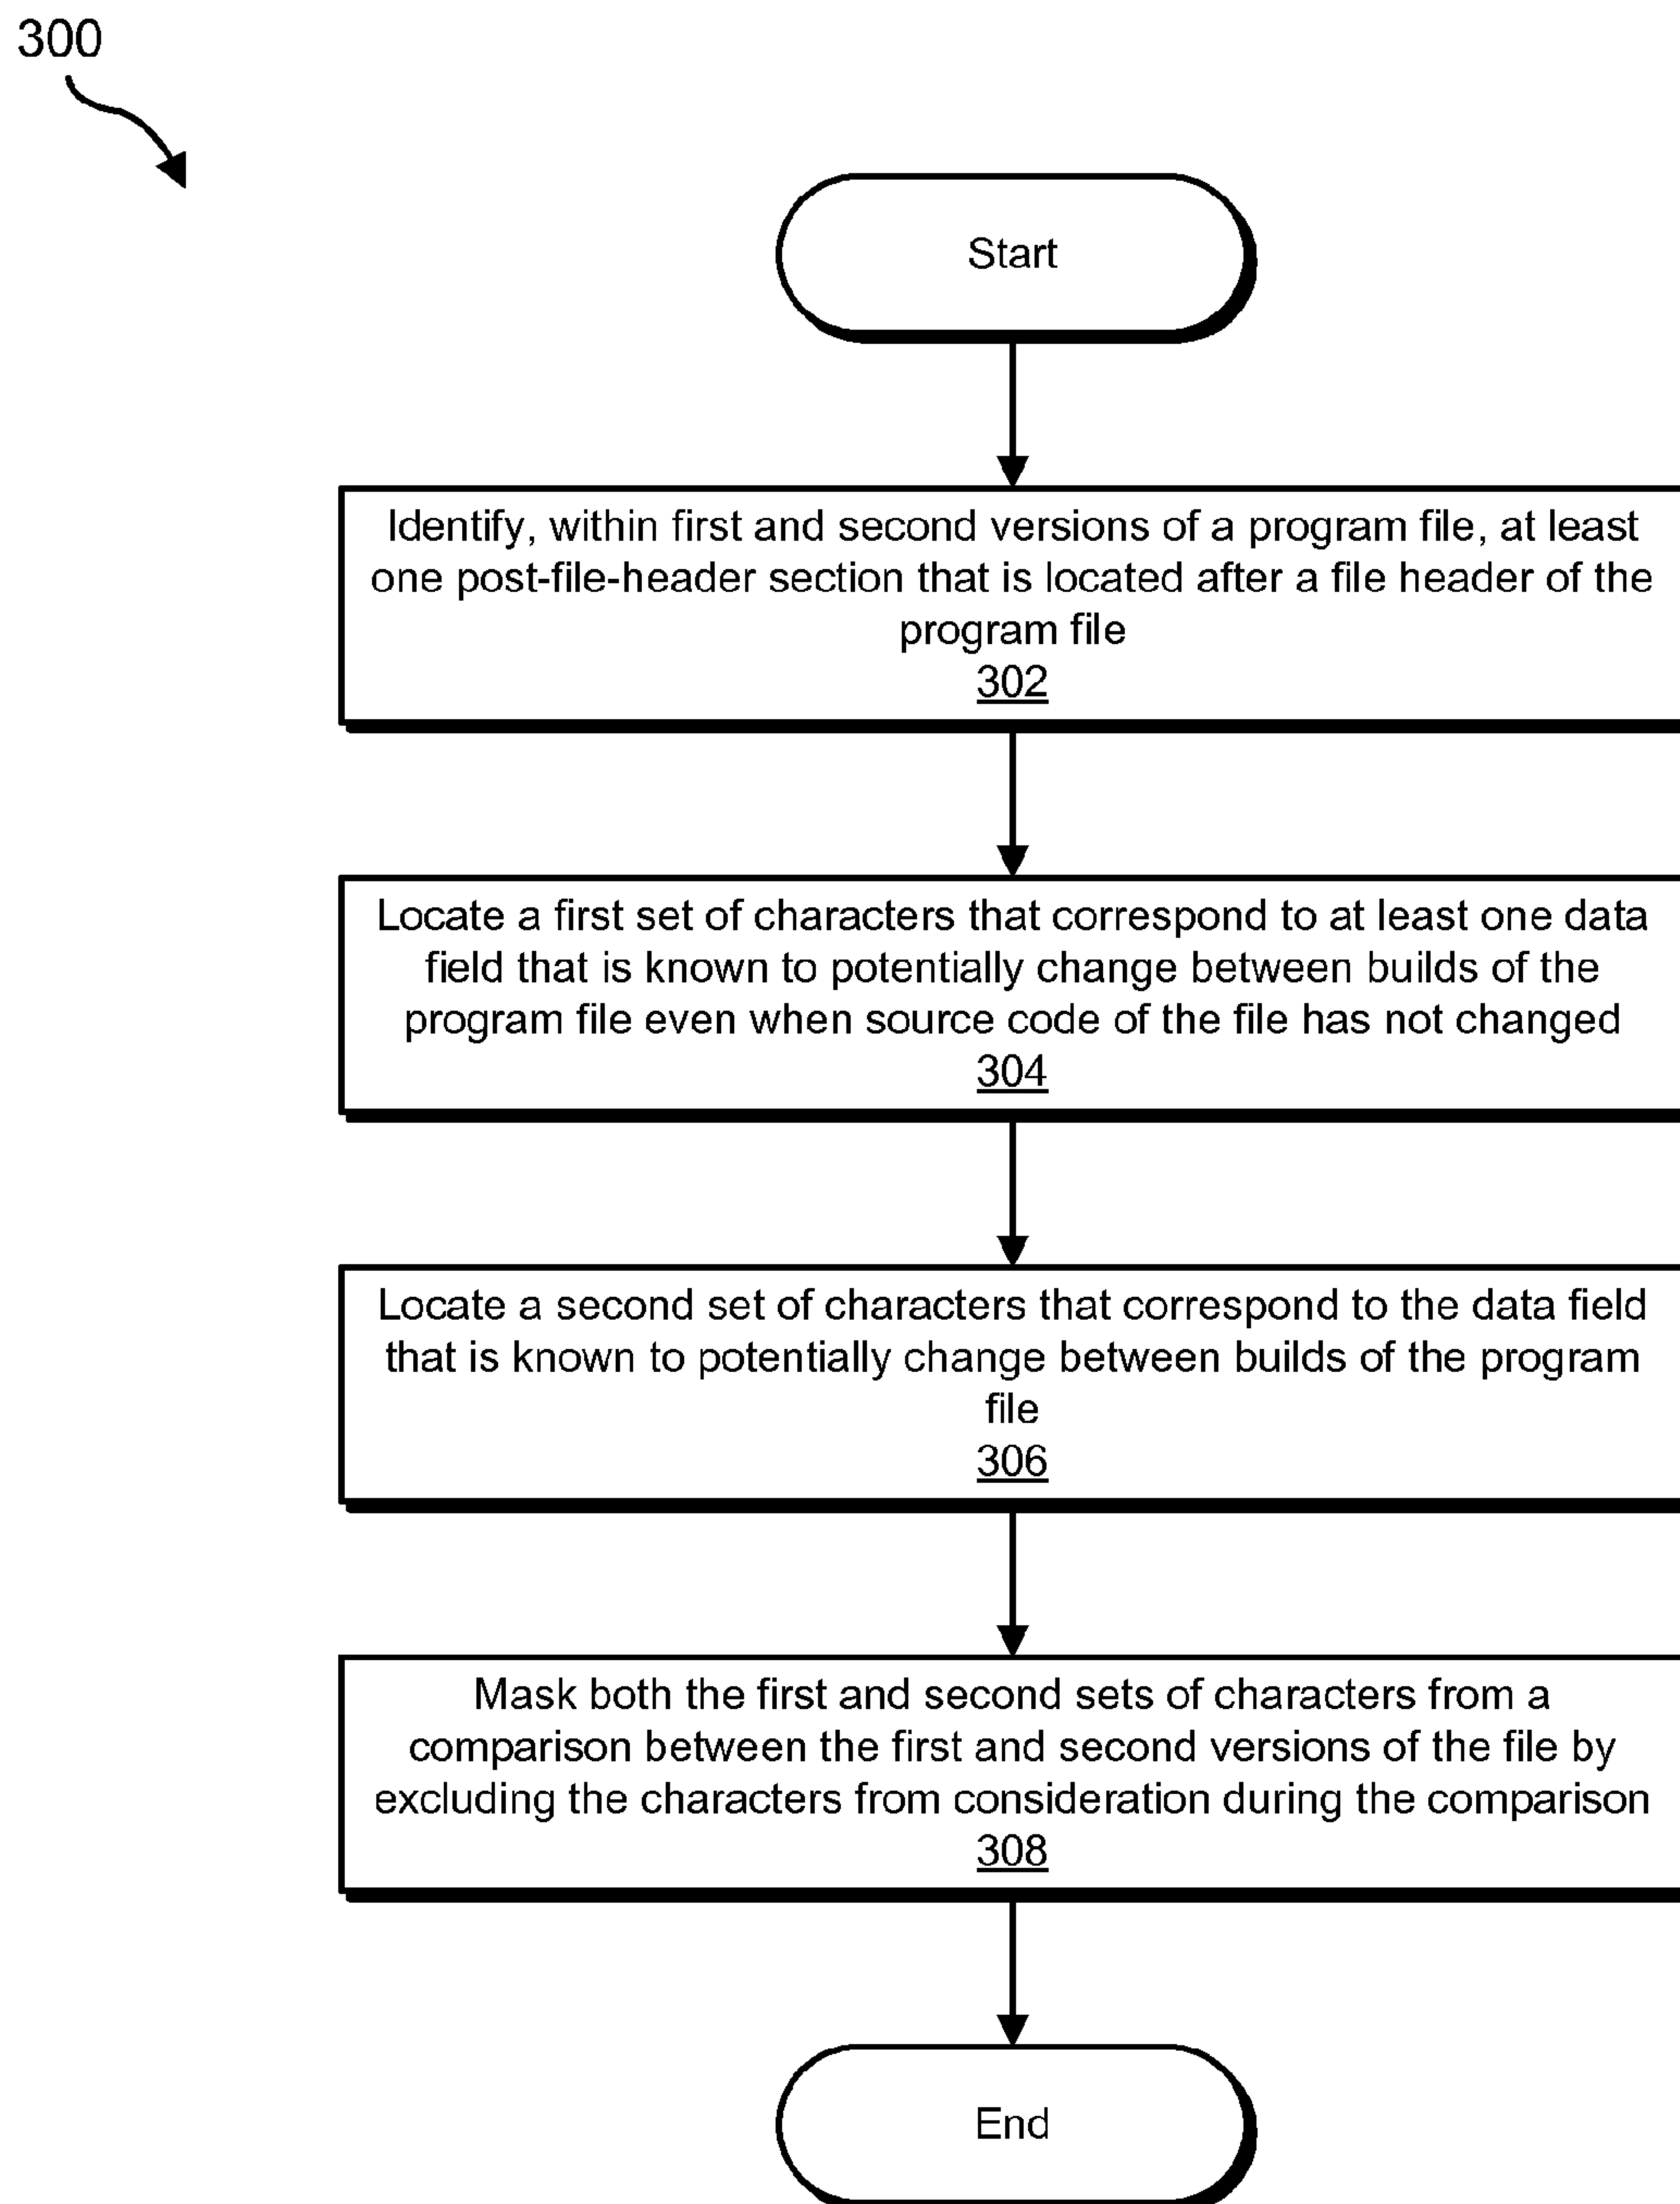 300
Start
Identify, within first and second versions of a program file, at least
one post-file-header section that is located after a file header of the
program file
302
Locate a first set of characters that correspond to at least one data
field that is known to potentially change between builds of the
program file even when source code of the file has not changed
304
Locate a second set of characters that correspond to the data field
that is known to potentially change between builds of the program
file
306
Mask both the first and second sets of characters from a
comparison between the first and second versions of the file by
excluding the characters from consideration during the comparison
308
End